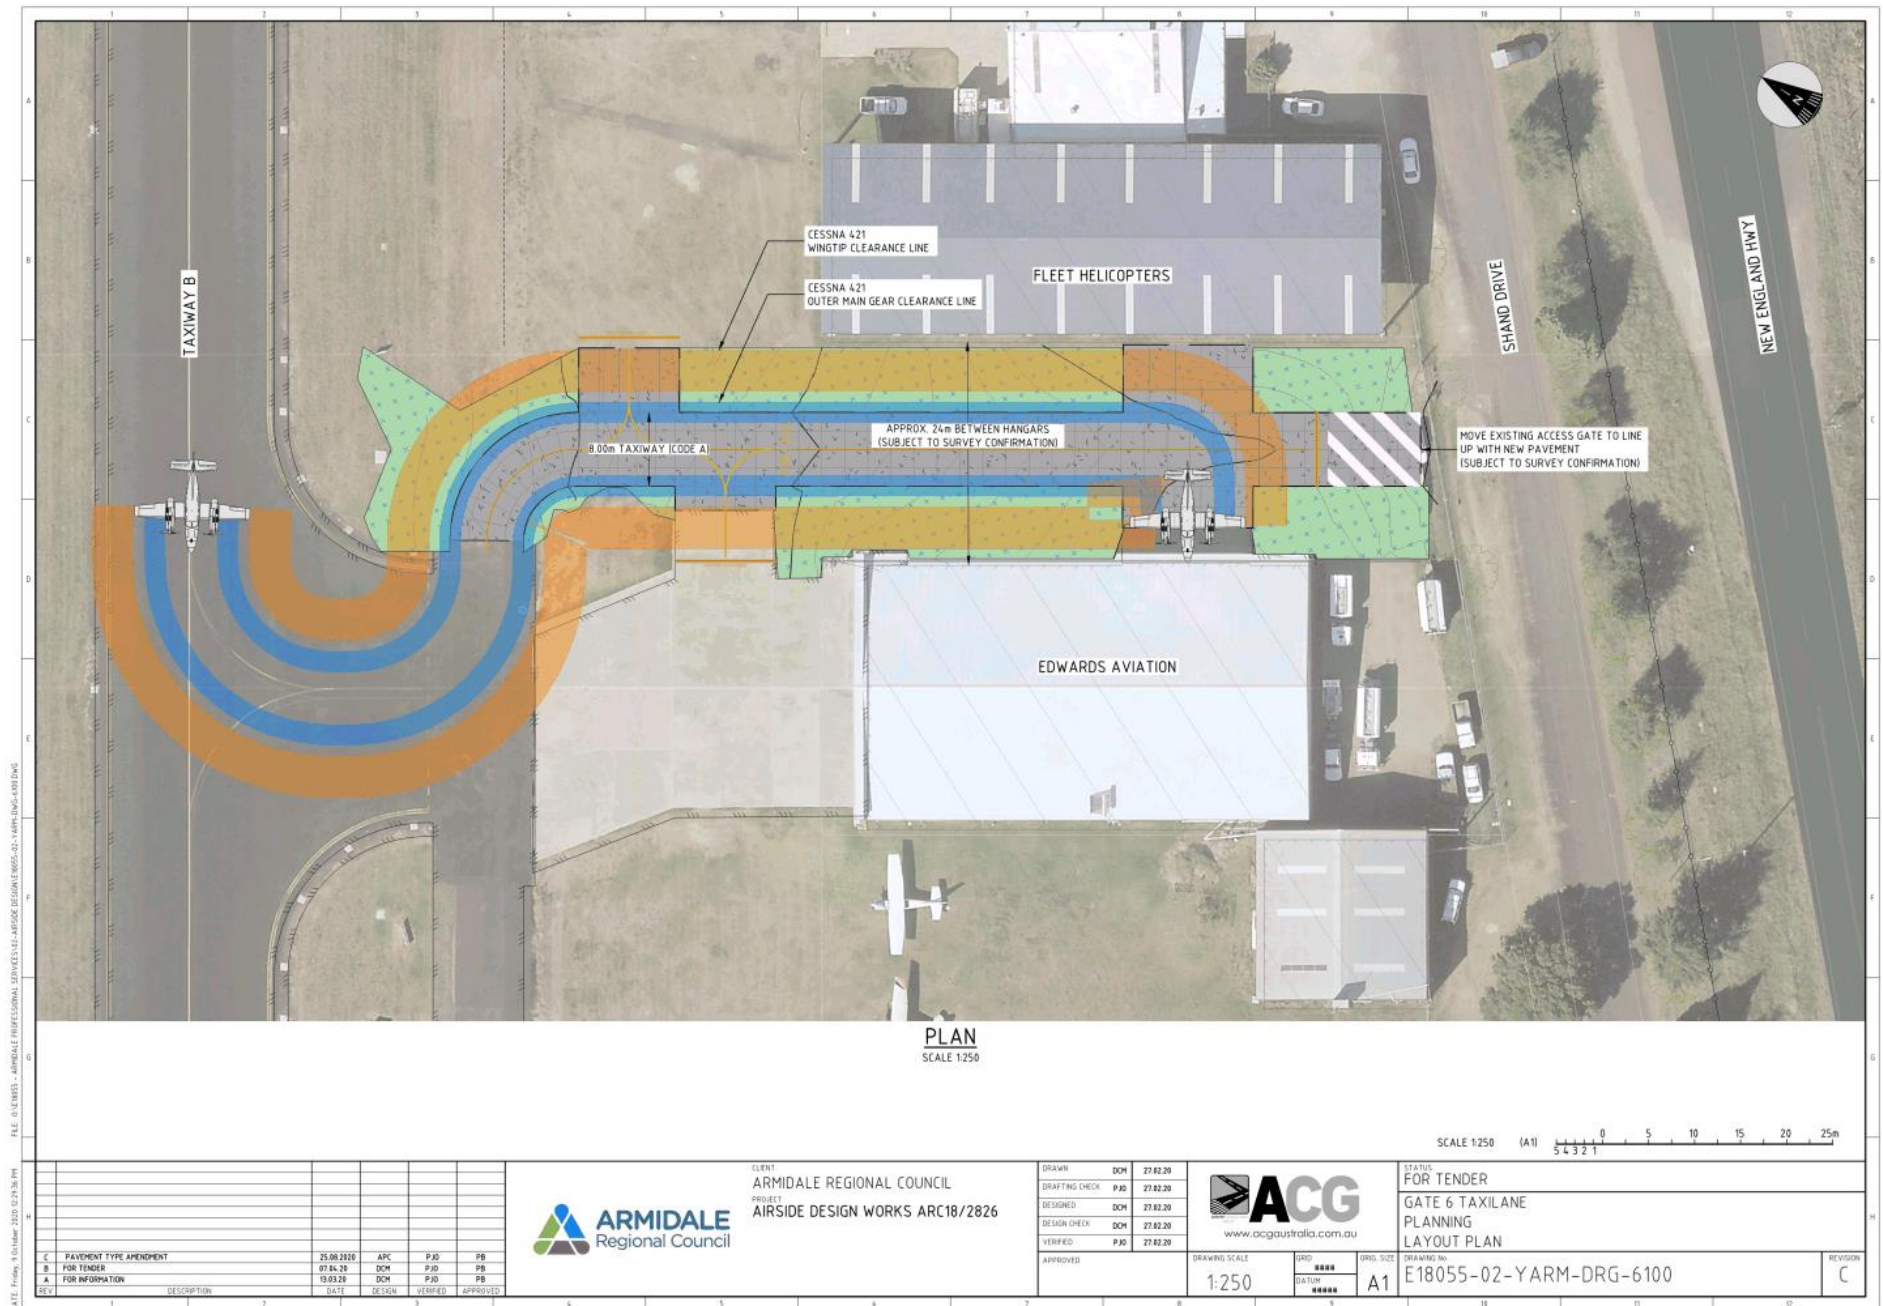 TAXIWAY B
CESSNA 421
WINGTIP CLEARANCE LINE
CESSNA 421
OUTER MAIN GEAR CLEARANCE LINE
FLEET HELICOPTERS
SHAND DRIVE
NEW ENGLAND HWY
N
8.00m TAXIWAY (CODE A)
APPROX. 24m BETWEEN HANGARS
(SUBJECT TO SURVEY CONFIRMATION)
MOVE EXISTING ACCESS GATE TO LINE
UP WITH NEW PAVEMENT
(SUBJECT TO SURVEY CONFIRMATION)
EDWARDS AVIATION
PLAN
SCALE 1:250
SCALE 1:250 (A1)
0 5 10 15 20 25m
5 4 3 2 1
C PAVEMENT TYPE AMENDMENT 25.08.2020 APC PJO PB
B FOR TENDER 07.04.20 DCM PJO PB
A FOR INFORMATION 13.03.20 DCM PJO PB
REV DESCRIPTION DATE DESIGN VERIFIED APPROVED
ARMIDALE
Regional Council
CLIENT
ARMIDALE REGIONAL COUNCIL
PROJECT
AIRSIDE DESIGN WORKS ARC18/2826
DRAWN DCM 27.02.20
DRAFTING CHECK PJO 27.02.20
DESIGNED DCM 27.02.20
DESIGN CHECK DCM 27.02.20
VERIFIED PJO 27.02.20
APPROVED
ACG
www.acgaustralia.com.au
DRAWING SCALE
1:250
GRID
####
DATUM
#####
ORIG. SIZE
A1
STATUS
FOR TENDER
GATE 6 TAXILANE
PLANNING
LAYOUT PLAN
DRAWING No.
E18055-02-YARM-DRG-6100
REVISION
C